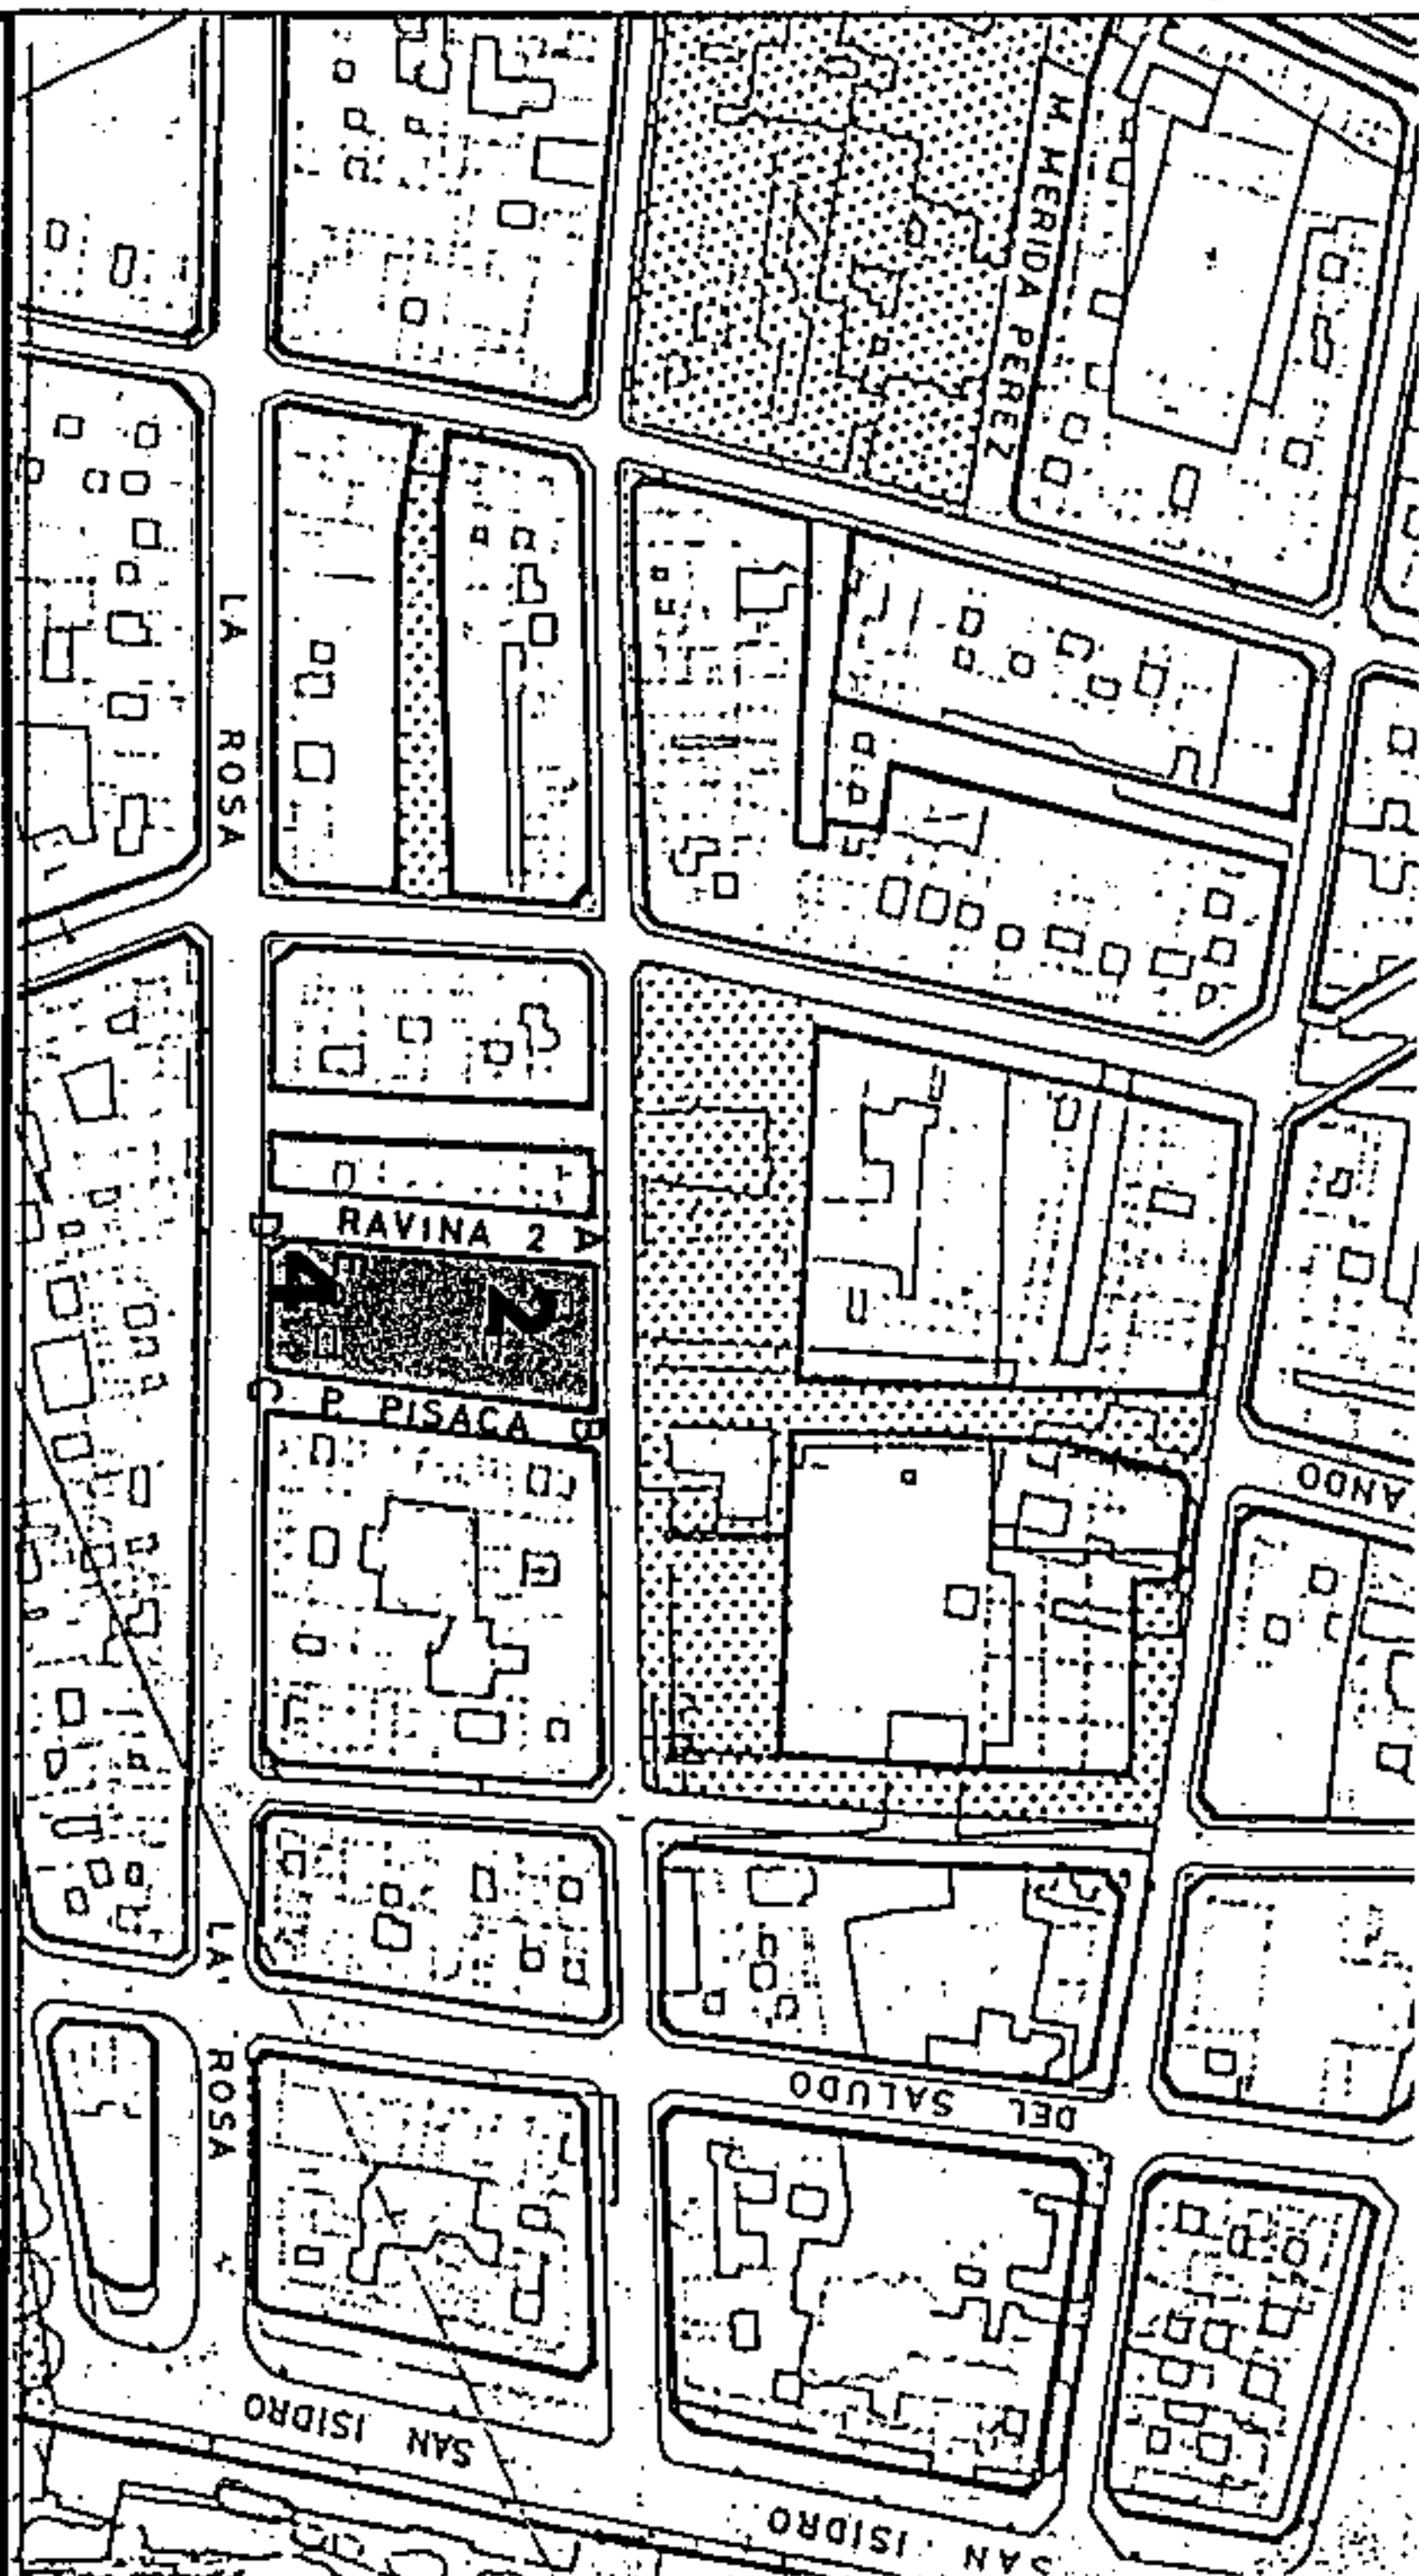 M. MERIDA PEREZ
LA ROSA
RAVINA 2
D
A
4
2
C
P. PISACA
B
ANDO
LA ROSA
DEL SALUDO
SAN ISIDRO
SAN ISIDRO